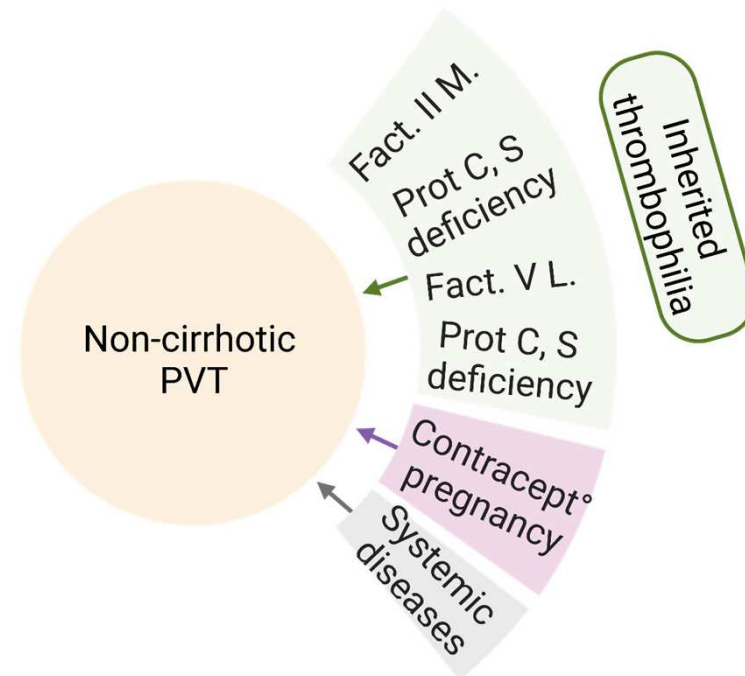 Non-cirrhotic
PVT
Fact. II M.
Prot C, S
deficiency
Fact. V L.
Prot C, S
deficiency
Contracept°
pregnancy
Systemic
diseases
Inherited
thrombophilia